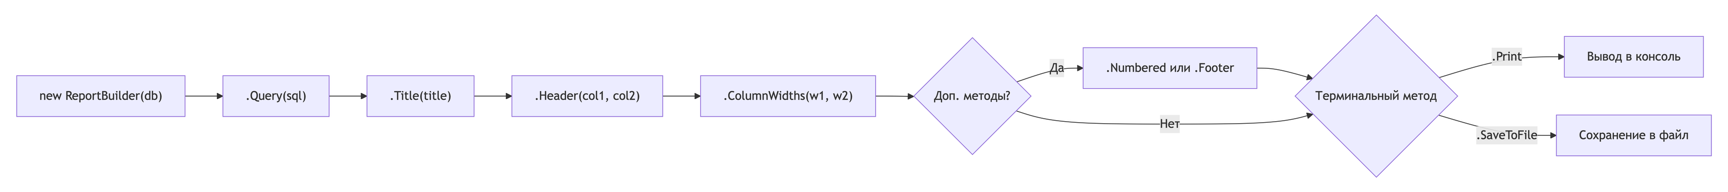 new ReportBuilder(db)
.Query(sql)
.Title(title)
.Header(col1, col2)
.ColumnWidths(w1, w2)
Доп. методы?
Да
.Numbered или .Footer
Нет
Терминальный метод
.Print
Вывод в консоль
.SaveToFile
Сохранение в файл